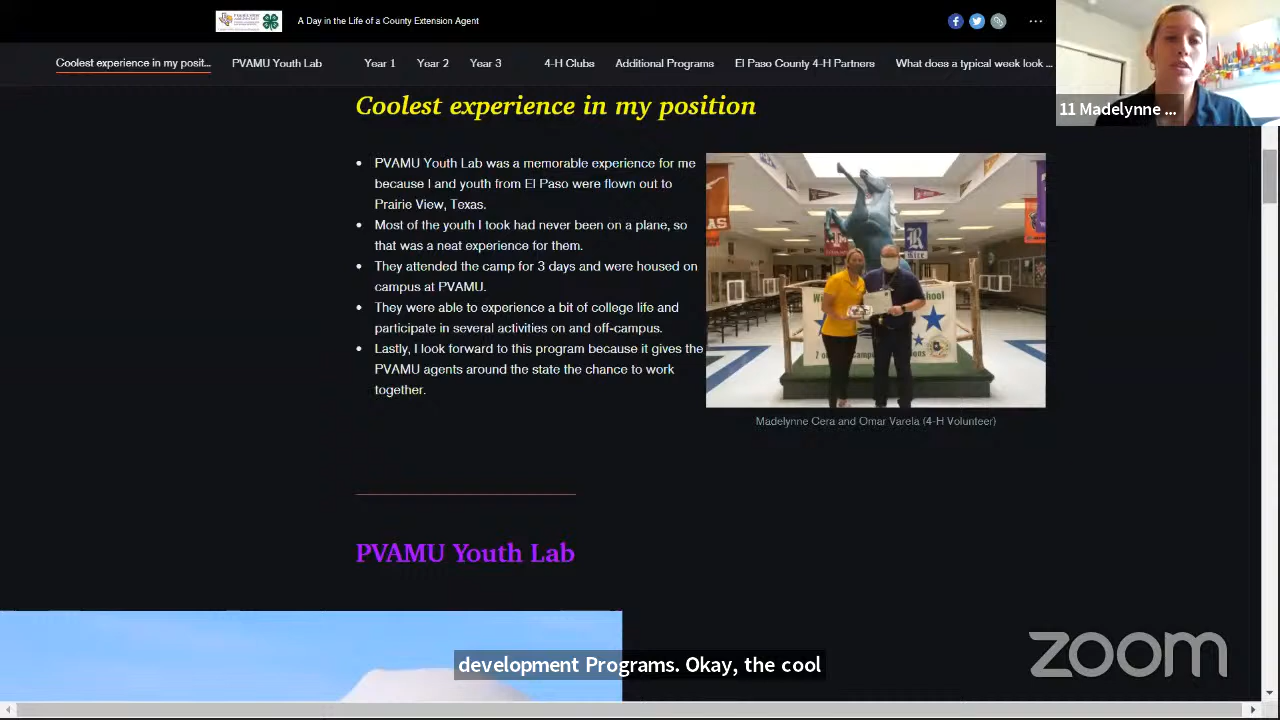 A Day in the Life of a County Extension Agent
Coolest experience in my posit... PVAMU Youth Lab Year 1 Year 2 Year 3 4-H Clubs Additional Programs El Paso County 4-H Partners What does a typical week look ...
11 Madelynne ...
Coolest experience in my position
PVAMU Youth Lab was a memorable experience for me
because I and youth from El Paso were flown out to
Prairie View, Texas.
Most of the youth I took had never been on a plane, so
that was a neat experience for them.
They attended the camp for 3 days and were housed on
campus at PVAMU.
They were able to experience a bit of college life and
participate in several activities on and off-campus.
Lastly, I look forward to this program because it gives the
PVAMU agents around the state the chance to work
together.
Madelynne Cera and Omar Varela (4-H Volunteer)
PVAMU Youth Lab
development Programs. Okay, the cool
zoom